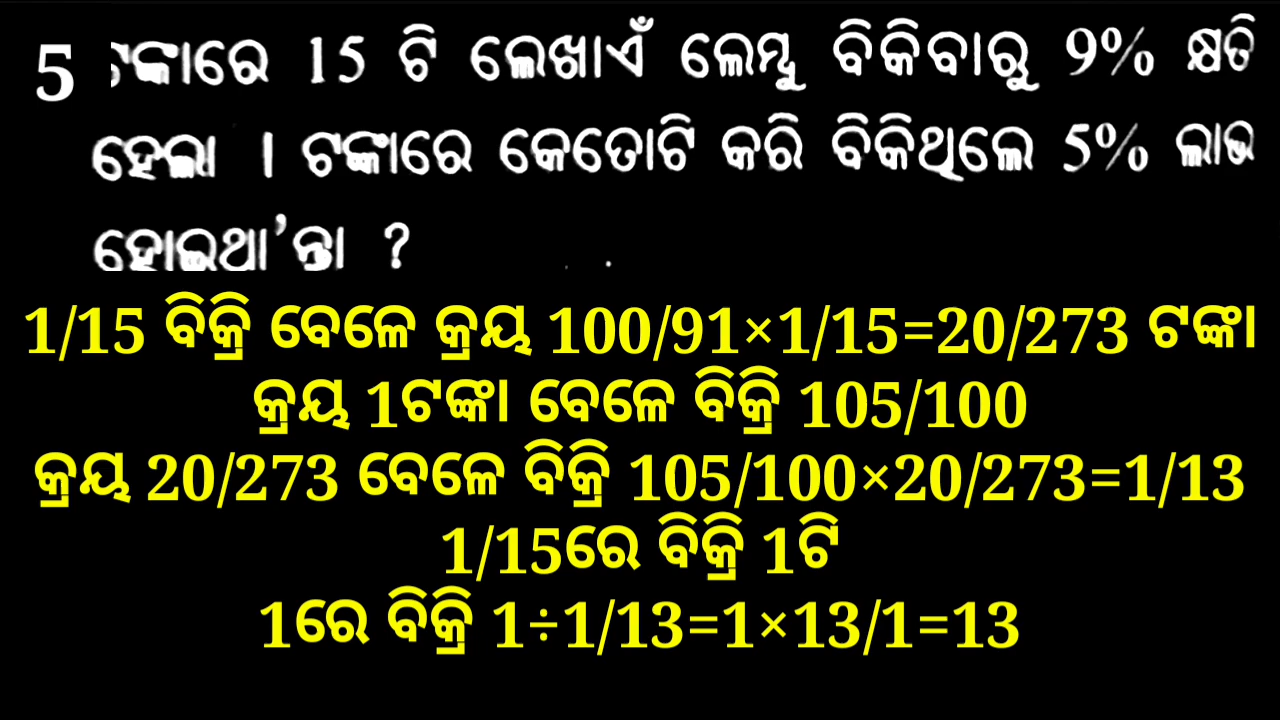 5 ଟଙ୍କାରେ 15 ଟି ଲେଖାଏଁ ଲେମ୍ବୁ ବିକିବାରୁ 9% କ୍ଷତି
ହେଲା । ଟଙ୍କାରେ କେତୋଟି କରି ବିକିଥିଲେ 5% ଲାଭ
ହୋଇଥା’ନ୍ତା ?
1/15 ବିକ୍ରି ବେଳେ କ୍ରୟ 100/91×1/15=20/273 ଟଙ୍କା
କ୍ରୟ 1ଟଙ୍କା ବେଳେ ବିକ୍ରି 105/100
କ୍ରୟ 20/273 ବେଳେ ବିକ୍ରି 105/100×20/273=1/13
1/15ରେ ବିକ୍ରି 1ଟି
1ରେ ବିକ୍ରି 1÷1/13=1×13/1=13